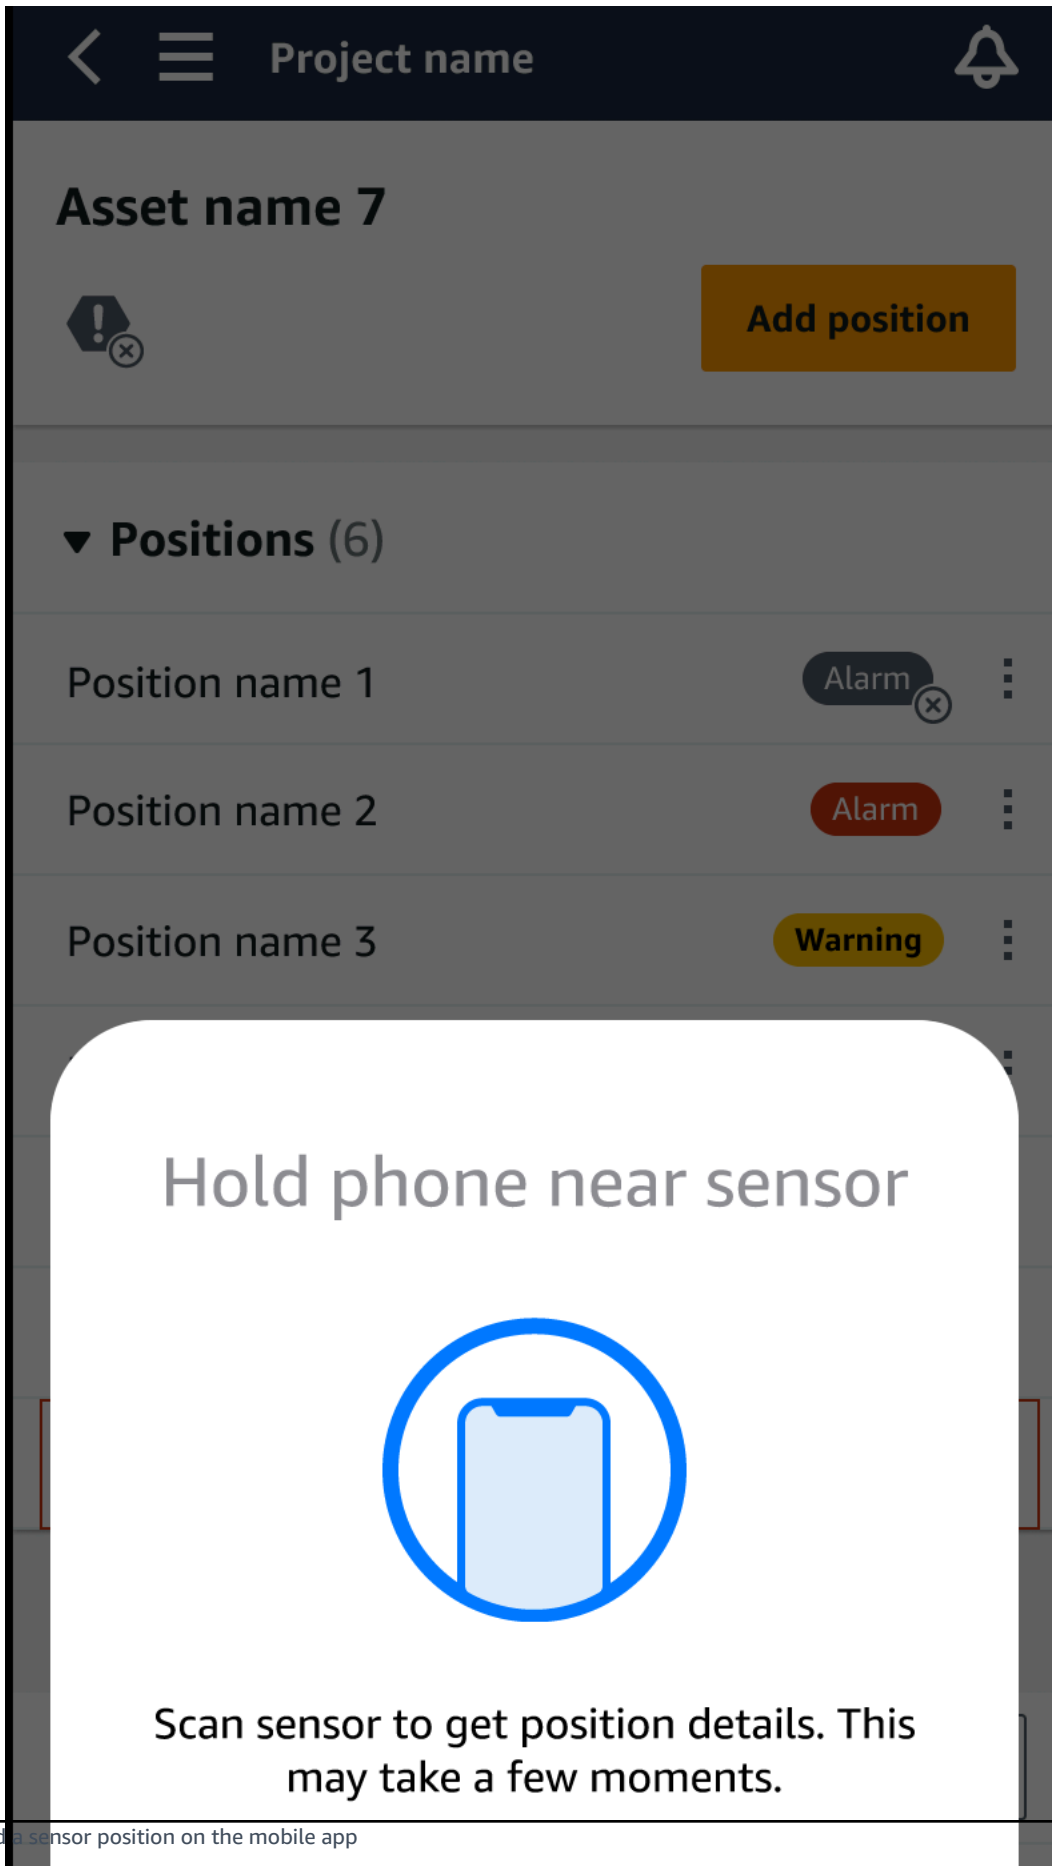 Project name
Asset name 7
Add position
Positions (6)
Position name 1
Alarm
Position name 2
Alarm
Position name 3
Warning
Hold phone near sensor
Scan sensor to get position details. This
may take a few moments.
a sensor position on the mobile app